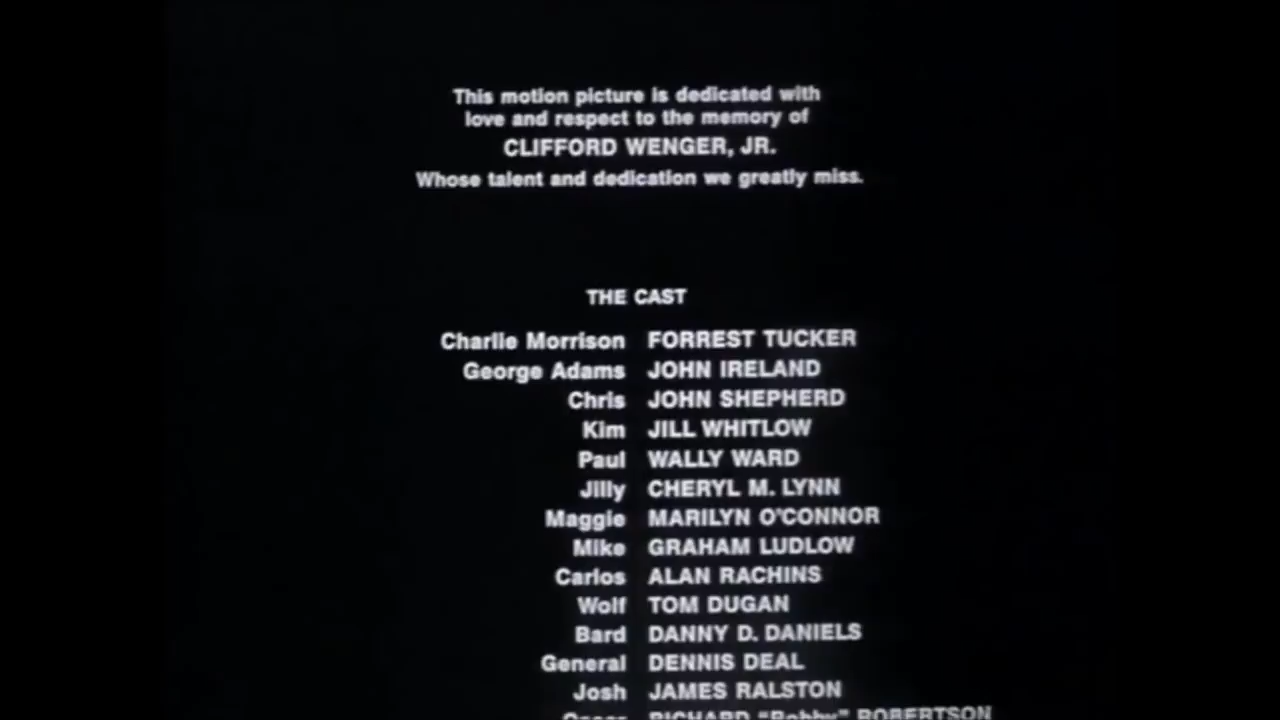 This motion picture is dedicated with
love and respect to the memory of
CLIFFORD WENGER, JR.
Whose talent and dedication we greatly miss.
THE CAST
Charlie Morrison FORREST TUCKER
George Adams JOHN IRELAND
Chris JOHN SHEPHERD
Kim JILL WHITLOW
Paul WALLY WARD
Jilly CHERYL M. LYNN
Maggie MARILYN O'CONNOR
Mike GRAHAM LUDLOW
Carlos ALAN RACHINS
Wolf TOM DUGAN
Bard DANNY D. DANIELS
General DENNIS DEAL
Josh JAMES RALSTON
RICHARD "Bobby" ROBERTSON